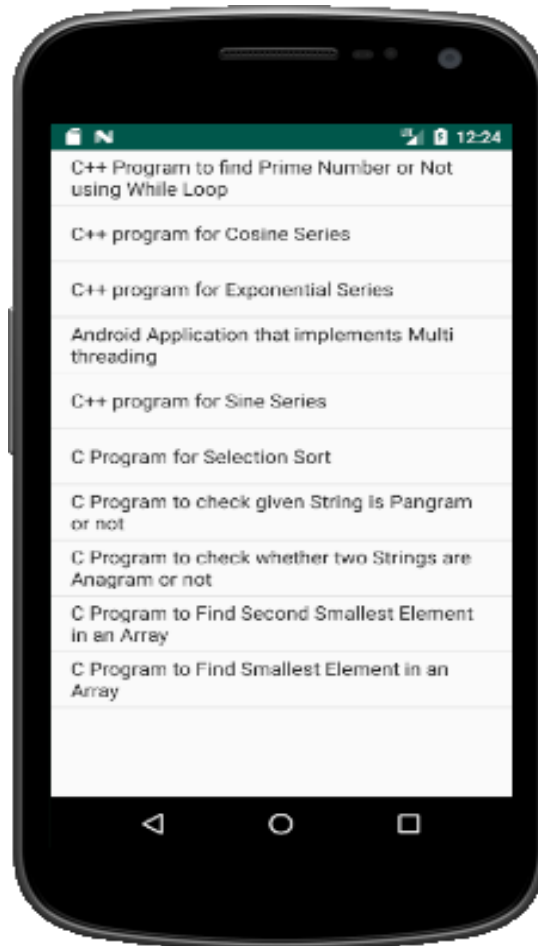 12:24
C++ Program to find Prime Number or Not
using While Loop
C++ program for Cosine Series
C++ program for Exponential Series
Android Application that implements Multi
threading
C++ program for Sine Series
C Program for Selection Sort
C Program to check given String is Pangram
or not
C Program to check whether two Strings are
Anagram or not
C Program to Find Second Smallest Element
in an Array
C Program to Find Smallest Element in an
Array